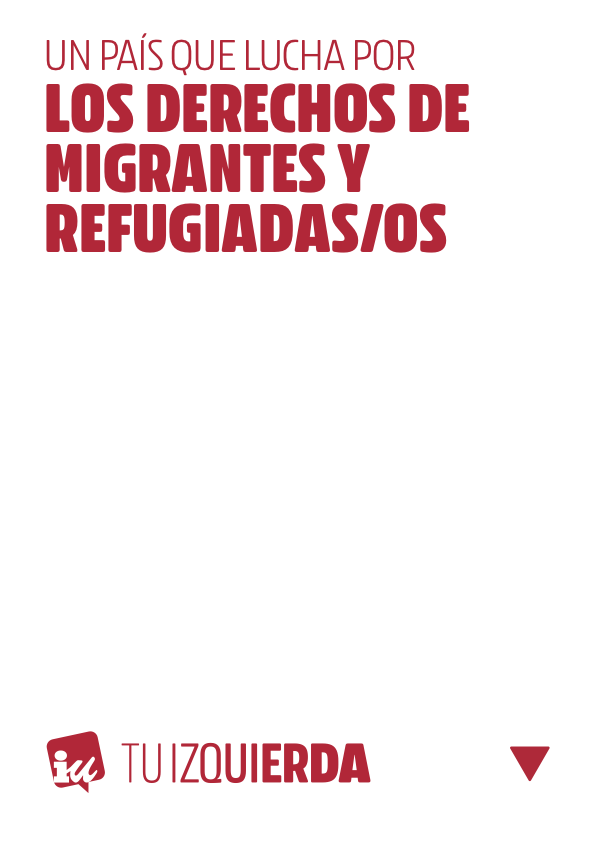 UN PAÍS QUE LUCHA POR
LOS DERECHOS DE
MIGRANTES Y
REFUGIADAS/OS
iu TU IZQUIERDA